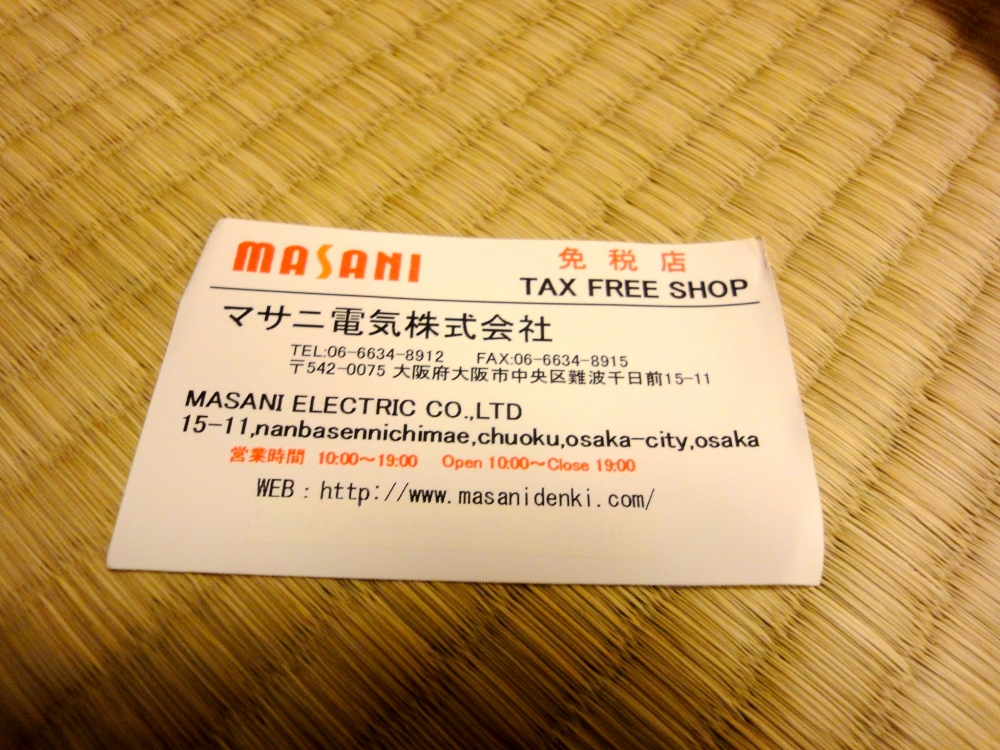 MASANI
免税店
TAX FREE SHOP
マサニ電気株式会社
TEL:06-6634-8912 FAX:06-6634-8915
〒542-0075 大阪府大阪市中央区難波千日前15-11
MASANI ELECTRIC CO.,LTD
15-11,nanbasennichimae,chuoku,osaka-city,osaka
営業時間 10:00～19:00 Open 10:00～Close 19:00
WEB：http://www.masanidenki.com/